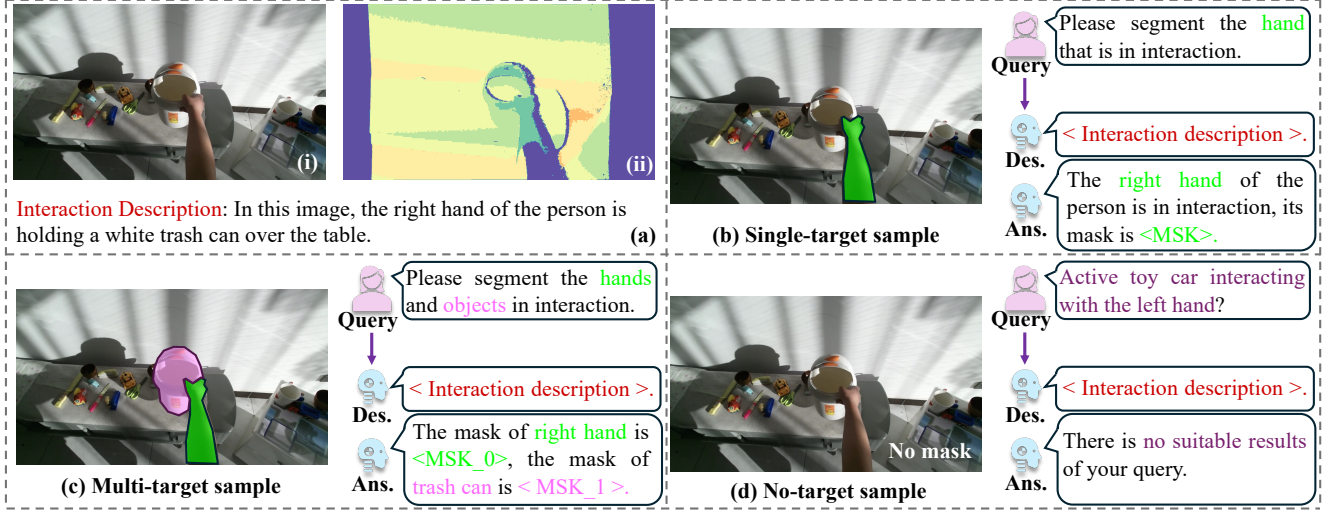 (i)
(ii)
Interaction Description: In this image, the right hand of the person is
holding a white trash can over the table.
(a)
Please segment the hand
that is in interaction.
Query
< Interaction description >.
Des.
The right hand of the
person is in interaction, its
mask is <MSK>.
Ans.
(b) Single-target sample
Please segment the hands
and objects in interaction.
Query
< Interaction description >.
Des.
The mask of right hand is
<MSK_0>, the mask of
trash can is < MSK_1 >.
Ans.
(c) Multi-target sample
Active toy car interacting
with the left hand?
Query
< Interaction description >.
Des.
There is no suitable results
of your query.
Ans.
No mask
(d) No-target sample